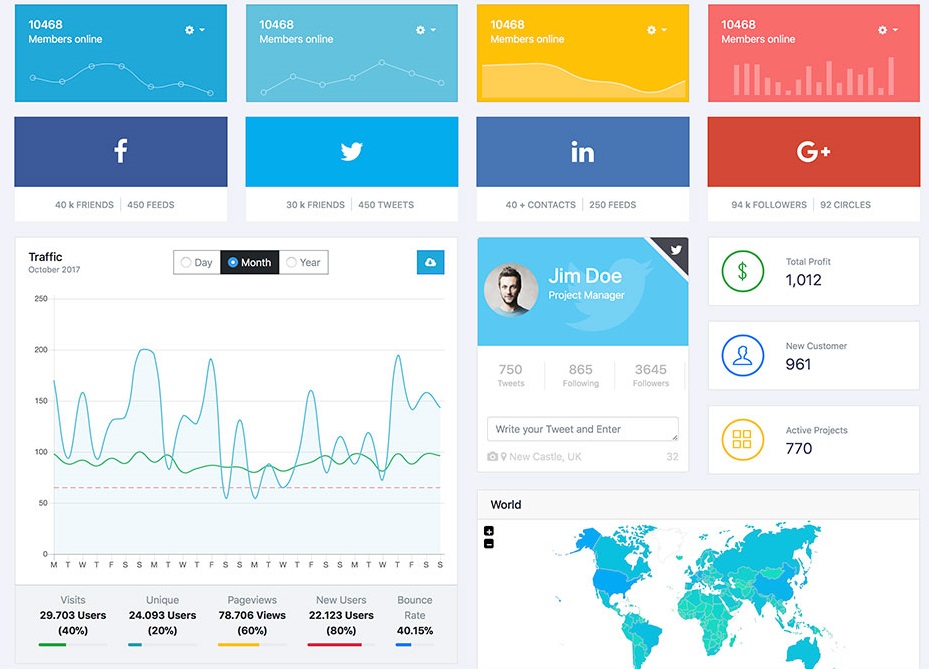 10468
Members online
10468
Members online
10468
Members online
10468
Members online
f
in
G+
40 k FRIENDS
450 FEEDS
30 k FRIENDS
450 TWEETS
40 + CONTACTS
250 FEEDS
94 k FOLLOWERS
92 CIRCLES
Traffic
October 2017
Day
Month
Year
250
200
150
100
50
0
M T W T F S S M T W T F S S M T W T F S S M T W T F S S
Visits
29.703 Users
(40%)
Unique
24.093 Users
(20%)
Pageviews
78.706 Views
(60%)
New Users
22.123 Users
(80%)
Bounce
Rate
40.15%
Jim Doe
Project Manager
750
Tweets
865
Following
3645
Followers
Write your Tweet and Enter
New Castle, UK
32
$
Total Profit
1,012
New Customer
961
Active Projects
770
World
+
−